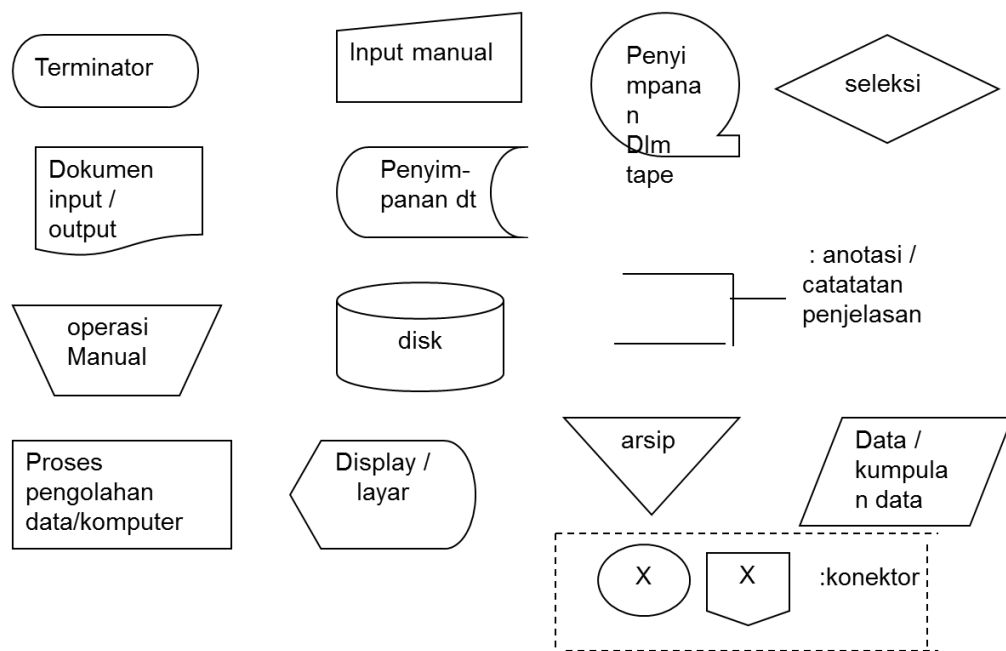 Terminator
Input manual
Penyi
mpana
n
Dlm
tape
seleksi
Dokumen
input /
output
Penyim-
panan dt
: anotasi /
catatatan
penjelasan
operasi
Manual
disk
Proses
pengolahan
data/komputer
Display /
layar
arsip
Data /
kumpula
n data
X
X
:konektor